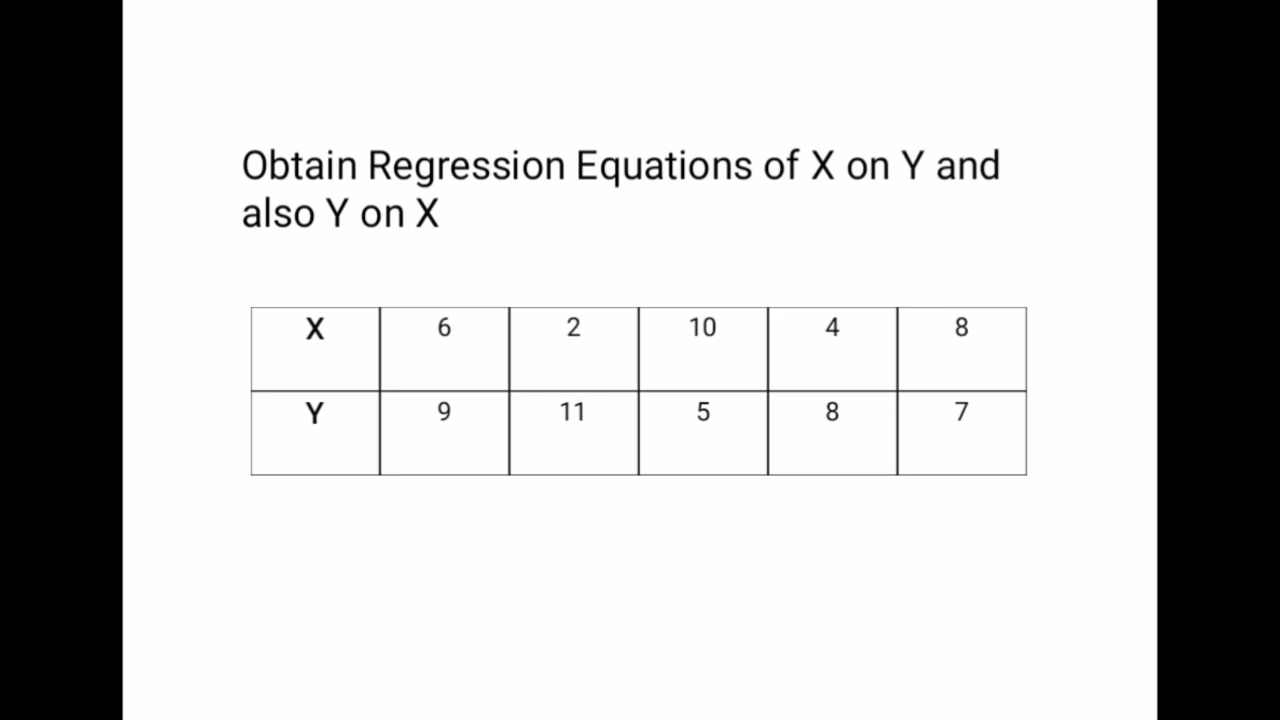 Obtain Regression Equations of X on Y and
also Y on X
X 6 2 10 4 8
Y 9 11 5 8 7